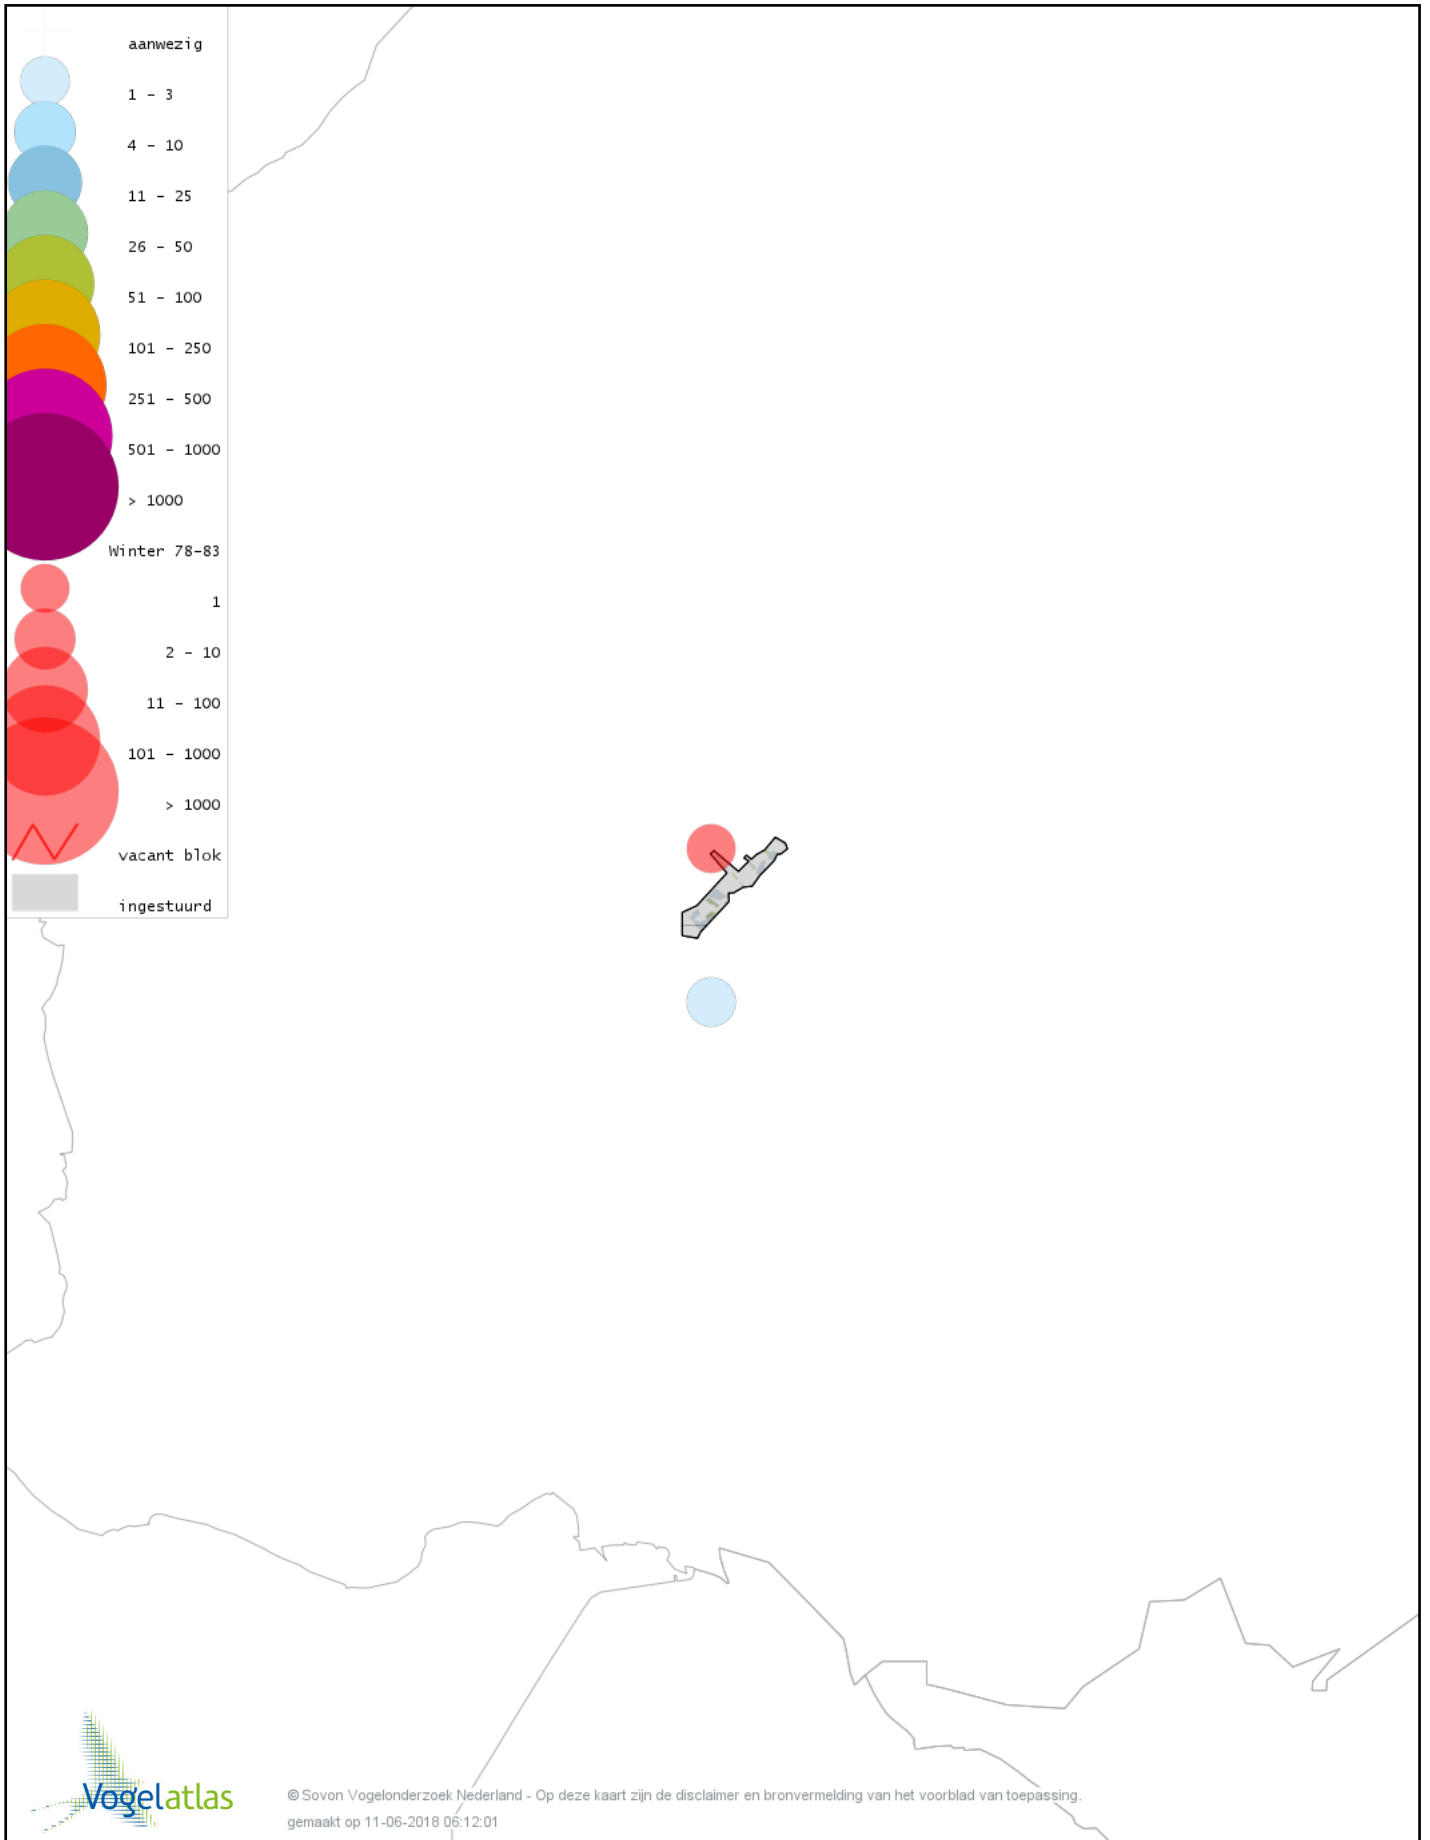 aanwezig
1 - 3
4 - 10
11 - 25
26 - 50
51 - 100
101 - 250
251 - 500
501 - 1000
> 1000
Winter 78-83
1
2 - 10
11 - 100
101 - 1000
> 1000
vacant blok
ingestuurd
Vogelatlas
© Sovon Vogelonderzoek Nederland - Op deze kaart zijn de disclaimer en bronvermelding van het voorblad van toepassing.
gemaakt op 11-06-2018 06:12:01